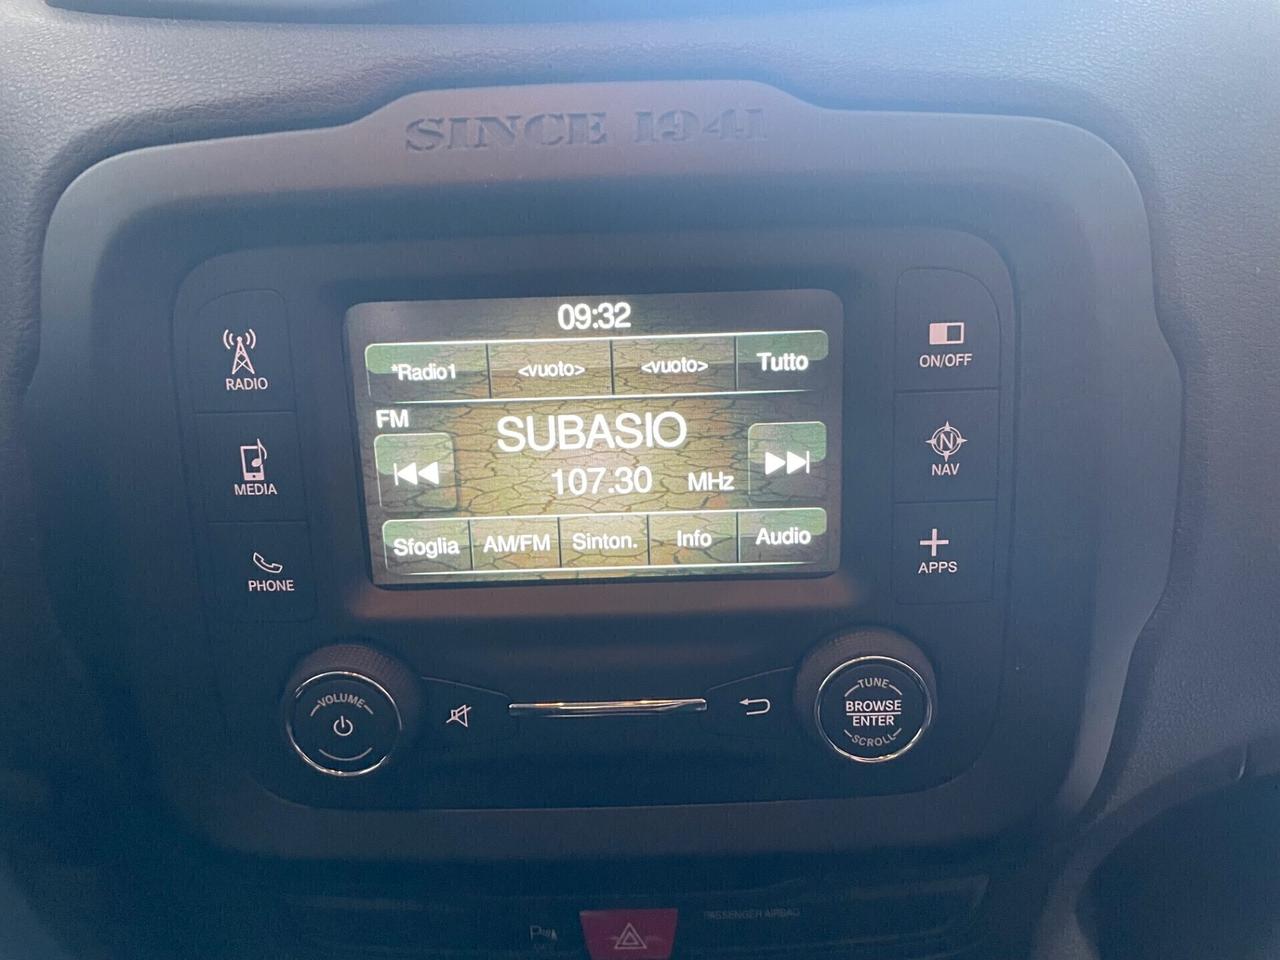 SINCE 1941
09:32
*Radio1 <vuoto> <vuoto> Tutto
FM
SUBASIO
107.30 MHz
Sfoglia AM/FM Sinton. Info Audio
RADIO
MEDIA
PHONE
ON/OFF
N
NAV
APPS
VOLUME
TUNE
BROWSE
ENTER
SCROLL
PASSENGER AIRBAG